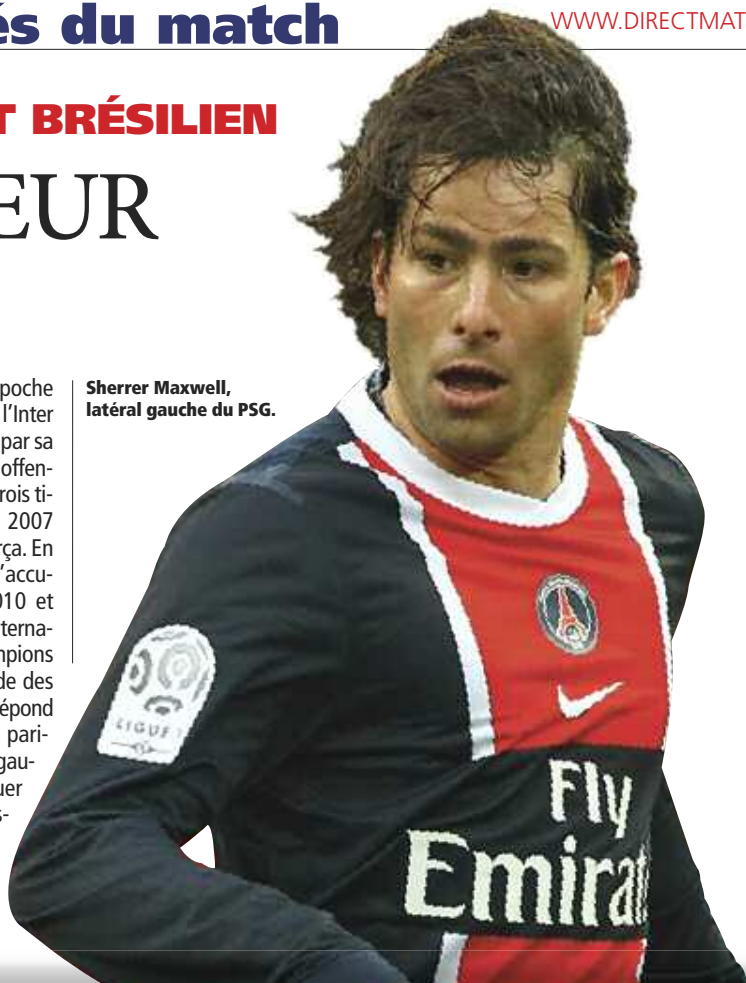 és du match
WWW.DIRECTMAT
T BRÉSILIEN
EUR
poche
l'Inter
par sa
offen-
rois ti-
2007
rça. En
'accu-
010 et
terna-
mpions
de des
épond
pari-
gau-
uer
s-
Sherrer Maxwell,
latéral gauche du PSG.
LIGUE 1
Fly
Emirat